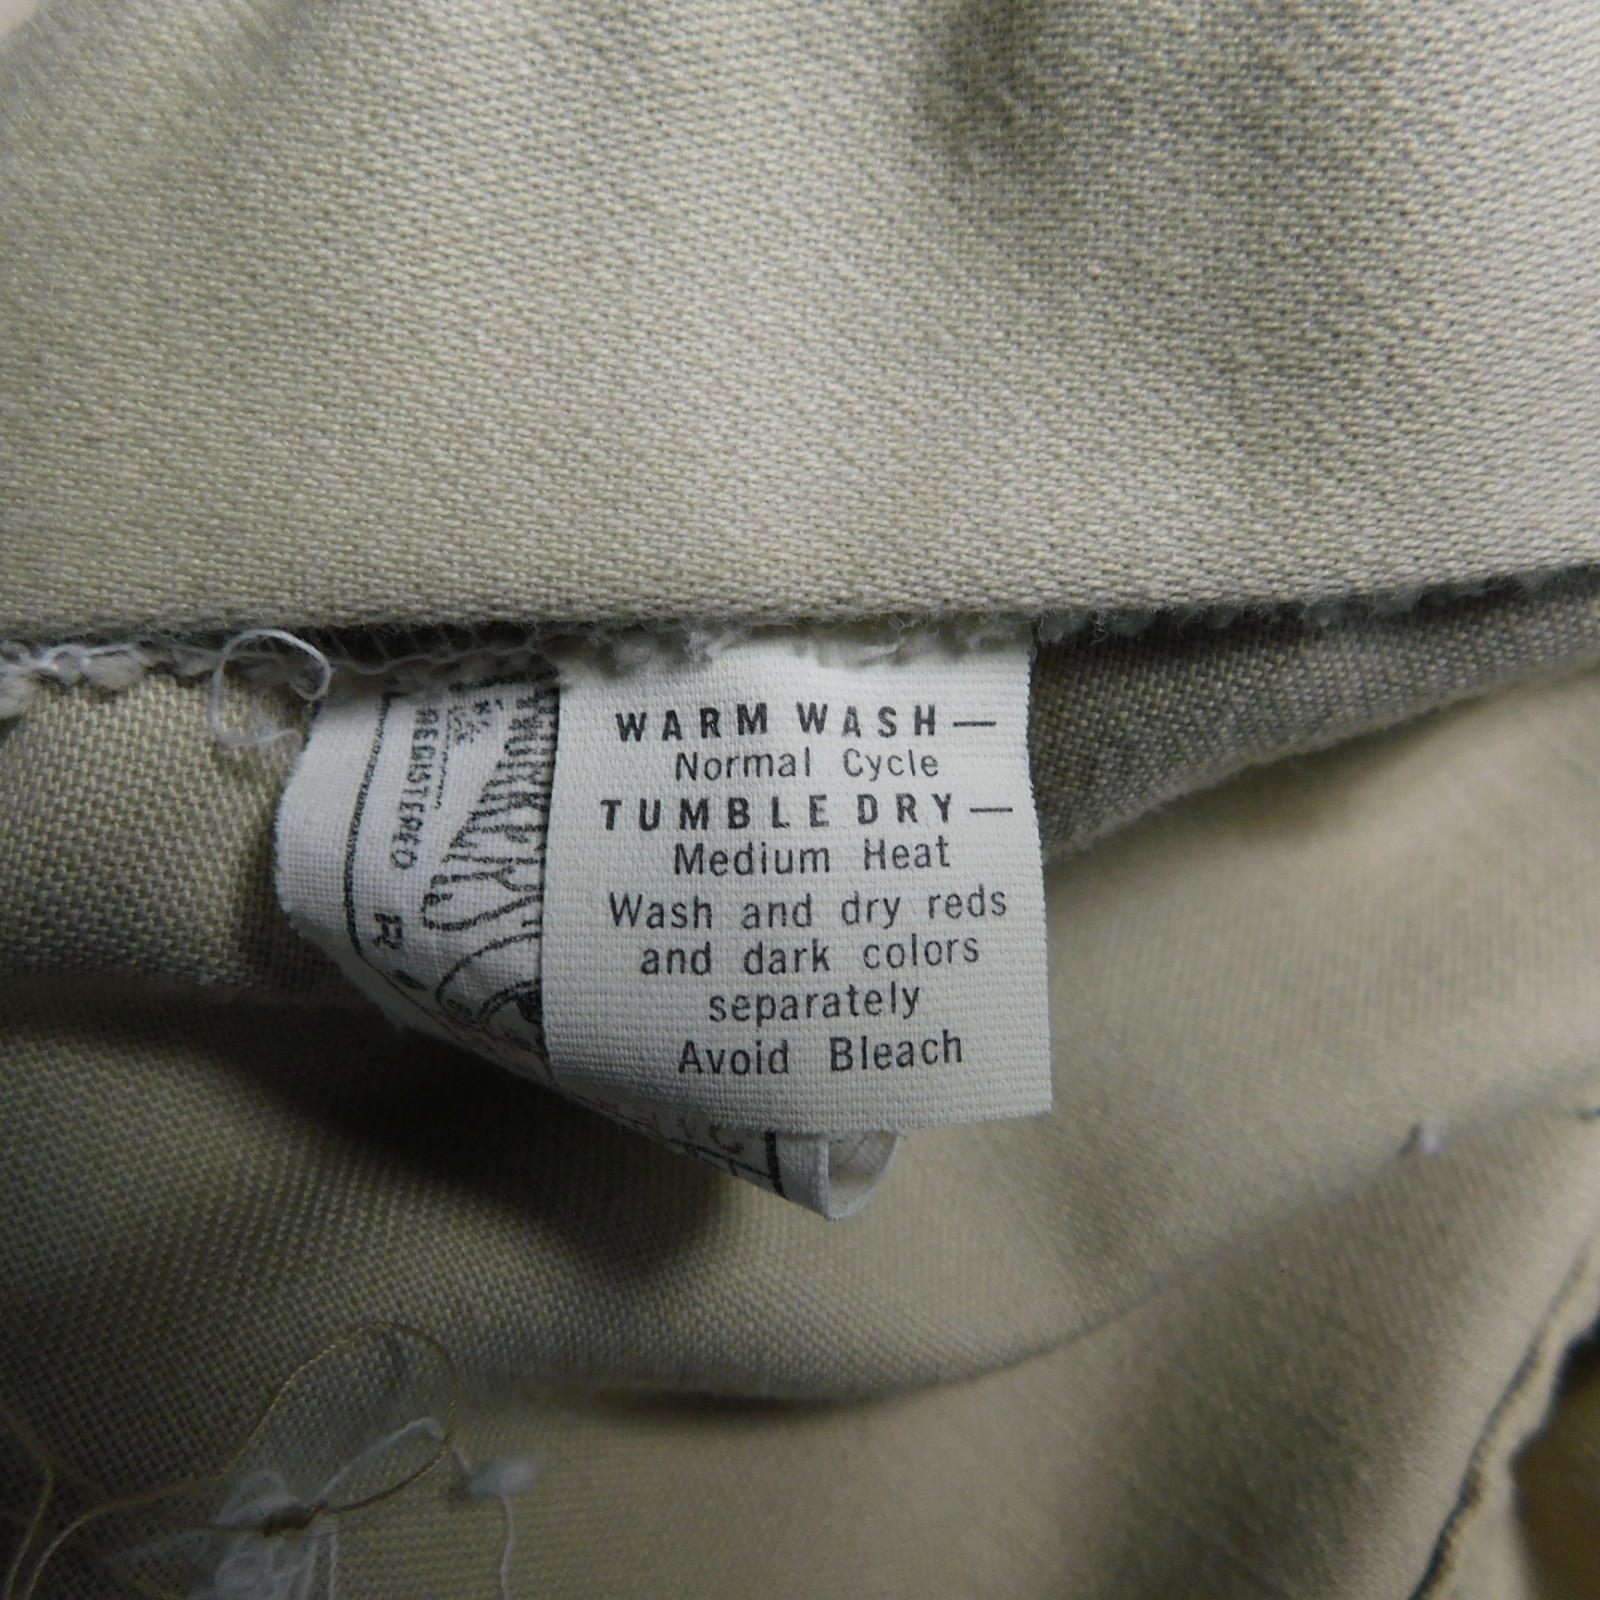 WARM WASH—
Normal Cycle
TUMBLE DRY—
Medium Heat
Wash and dry reds
and dark colors
separately
Avoid Bleach
REGISTERED
R